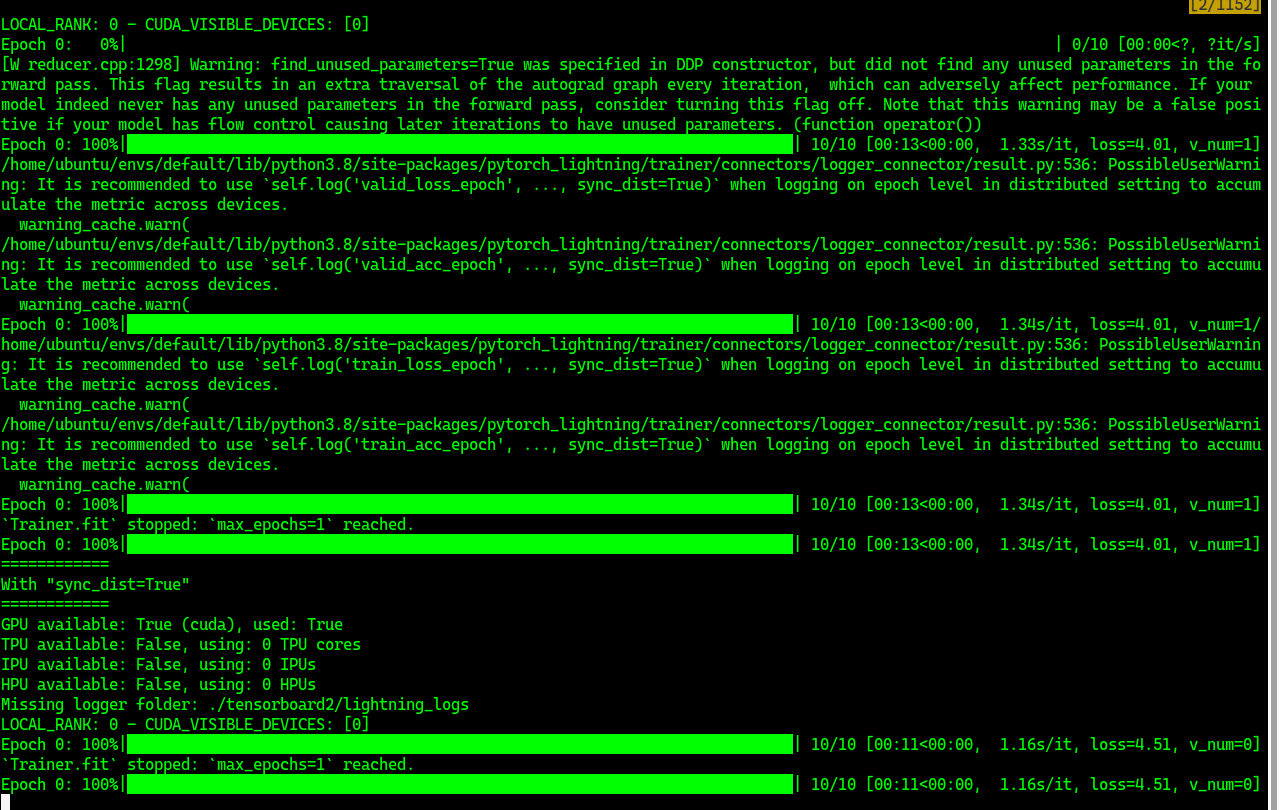 [2/1152]
LOCAL_RANK: 0 - CUDA_VISIBLE_DEVICES: [0]
Epoch 0:   0%|                                                                                                        | 0/10 [00:00<?, ?it/s]
[W reducer.cpp:1298] Warning: find_unused_parameters=True was specified in DDP constructor, but did not find any unused parameters in the fo
rward pass. This flag results in an extra traversal of the autograd graph every iteration,  which can adversely affect performance. If your
model indeed never has any unused parameters in the forward pass, consider turning this flag off. Note that this warning may be a false posi
tive if your model has flow control causing later iterations to have unused parameters. (function operator())
Epoch 0: 100%|| 10/10 [00:13<00:00,  1.33s/it, loss=4.01, v_num=1]
/home/ubuntu/envs/default/lib/python3.8/site-packages/pytorch_lightning/trainer/connectors/logger_connector/result.py:536: PossibleUserWarni
ng: It is recommended to use `self.log('valid_loss_epoch', ..., sync_dist=True)` when logging on epoch level in distributed setting to accum
ulate the metric across devices.
  warning_cache.warn(
/home/ubuntu/envs/default/lib/python3.8/site-packages/pytorch_lightning/trainer/connectors/logger_connector/result.py:536: PossibleUserWarni
ng: It is recommended to use `self.log('valid_acc_epoch', ..., sync_dist=True)` when logging on epoch level in distributed setting to accumu
late the metric across devices.
  warning_cache.warn(
Epoch 0: 100%|| 10/10 [00:13<00:00,  1.34s/it, loss=4.01, v_num=1/
home/ubuntu/envs/default/lib/python3.8/site-packages/pytorch_lightning/trainer/connectors/logger_connector/result.py:536: PossibleUserWarnin
g: It is recommended to use `self.log('train_loss_epoch', ..., sync_dist=True)` when logging on epoch level in distributed setting to accumu
late the metric across devices.
  warning_cache.warn(
/home/ubuntu/envs/default/lib/python3.8/site-packages/pytorch_lightning/trainer/connectors/logger_connector/result.py:536: PossibleUserWarni
ng: It is recommended to use `self.log('train_acc_epoch', ..., sync_dist=True)` when logging on epoch level in distributed setting to accumu
late the metric across devices.
  warning_cache.warn(
Epoch 0: 100%|| 10/10 [00:13<00:00,  1.34s/it, loss=4.01, v_num=1]
`Trainer.fit` stopped: `max_epochs=1` reached.
Epoch 0: 100%|| 10/10 [00:13<00:00,  1.34s/it, loss=4.01, v_num=1]
============
With "sync_dist=True"
============
GPU available: True (cuda), used: True
TPU available: False, using: 0 TPU cores
IPU available: False, using: 0 IPUs
HPU available: False, using: 0 HPUs
Missing logger folder: ./tensorboard2/lightning_logs
LOCAL_RANK: 0 - CUDA_VISIBLE_DEVICES: [0]
Epoch 0: 100%|| 10/10 [00:11<00:00,  1.16s/it, loss=4.51, v_num=0]
`Trainer.fit` stopped: `max_epochs=1` reached.
Epoch 0: 100%|| 10/10 [00:11<00:00,  1.16s/it, loss=4.51, v_num=0]